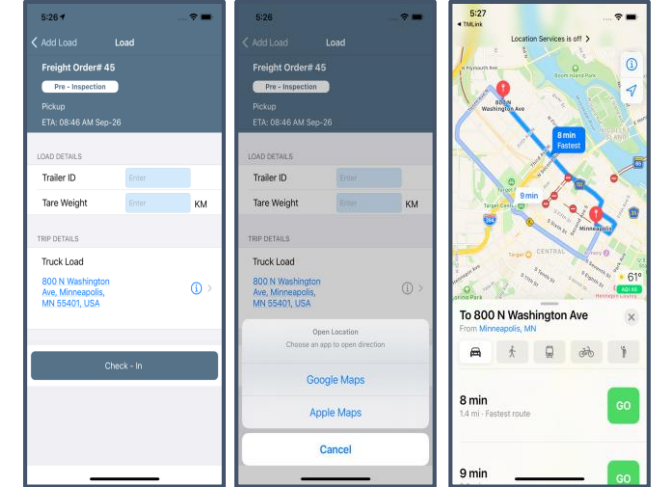 5:26
Add Load
Load
Freight Order# 45
Pre - Inspection
Pickup
ETA: 08:46 AM Sep-26
LOAD DETAILS
Trailer ID
Enter
Tare Weight
Enter
KM
TRIP DETAILS
Truck Load
800 N Washington
Ave, Minneapolis,
MN 55401, USA
Check - In
5:26
Add Load
Load
Freight Order# 45
Pre - Inspection
Pickup
ETA: 08:46 AM Sep-26
LOAD DETAILS
Trailer ID
Enter
Tare Weight
Enter
KM
TRIP DETAILS
Truck Load
800 N Washington
Ave, Minneapolis,
MN 55401, USA
Open Location
Choose an app to open direction
Google Maps
Apple Maps
Cancel
5:27
TMLink
Location Services is off
800 N
Washington Ave
8 min
Fastest
9 min
Minneapolis
CENTRAL
61°
To 800 N Washington Ave
From Minneapolis, MN
8 min
1.4 mi · Fastest route
GO
9 min
GO